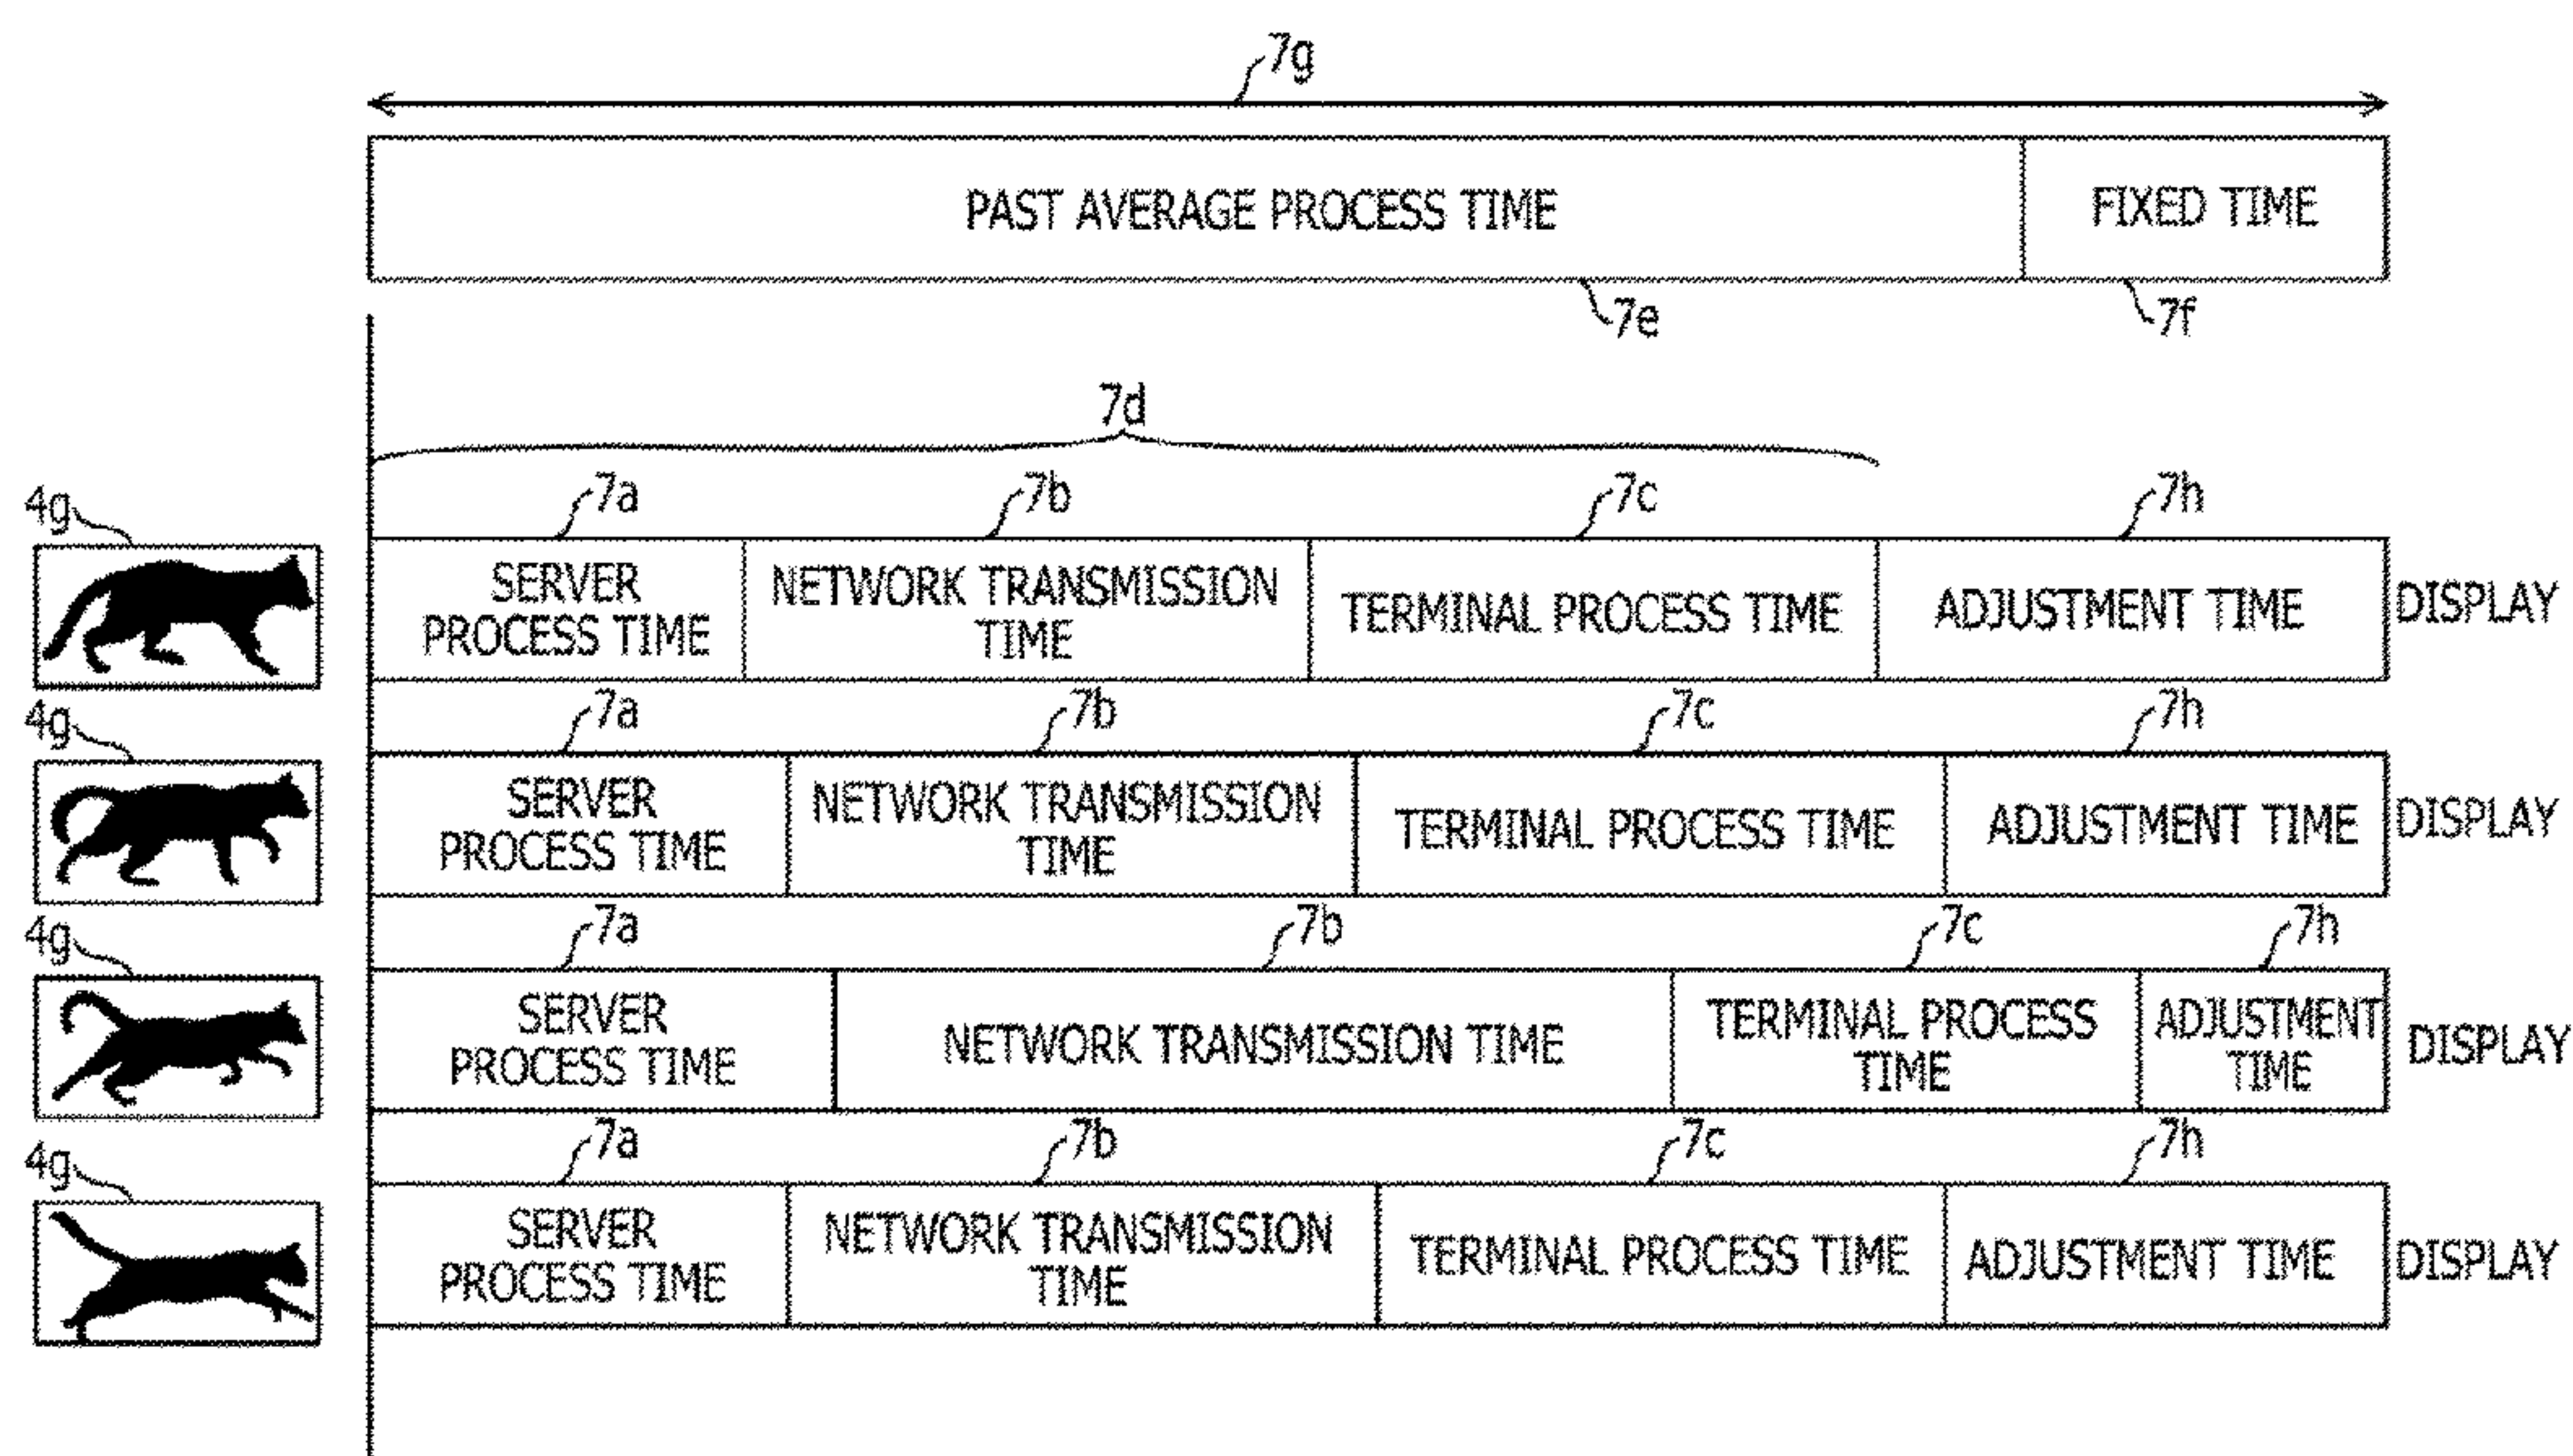 7g
PAST AVERAGE PROCESS TIME
FIXED TIME
7e
7f
7d
4g
7a
7b
7c
7h
SERVER
PROCESS TIME
NETWORK TRANSMISSION
TIME
TERMINAL PROCESS TIME
ADJUSTMENT TIME
DISPLAY
4g
7a
7b
7c
7h
SERVER
PROCESS TIME
NETWORK TRANSMISSION
TIME
TERMINAL PROCESS TIME
ADJUSTMENT TIME
DISPLAY
4g
7a
7b
7c
7h
SERVER
PROCESS TIME
NETWORK TRANSMISSION TIME
TERMINAL PROCESS
TIME
ADJUSTMENT
TIME
DISPLAY
4g
7a
7b
7c
7h
SERVER
PROCESS TIME
NETWORK TRANSMISSION
TIME
TERMINAL PROCESS TIME
ADJUSTMENT TIME
DISPLAY